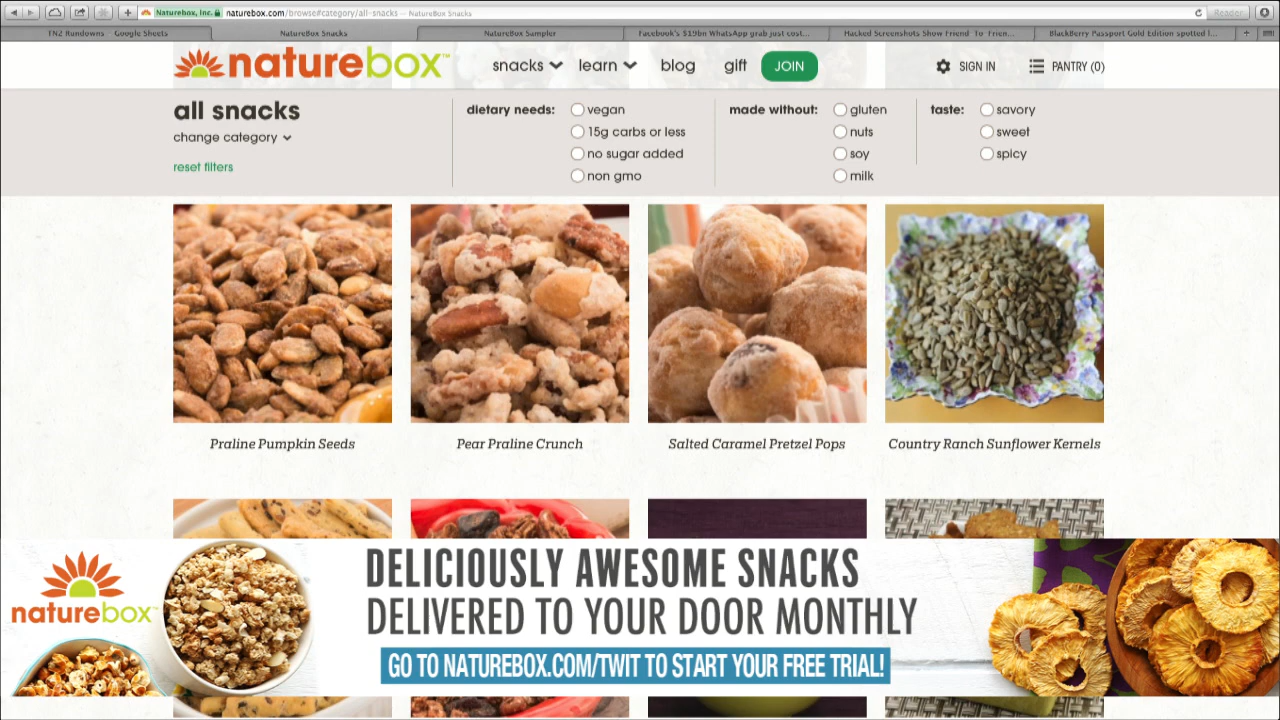 Naturebox, Inc. naturebox.com/browse#category/all-snacks — NatureBox Snacks
Reader
TN2 Rundowns - Google Sheets
NatureBox Snacks
NatureBox Sampler
Facebook's $19bn WhatsApp grab just cost...
Hacked Screenshots Show Friend-To-Frien...
BlackBerry Passport Gold Edition spotted l...
naturebox™
snacks
learn
blog
gift
JOIN
SIGN IN
PANTRY (0)
all snacks
change category
reset filters
dietary needs:
vegan
15g carbs or less
no sugar added
non gmo
made without:
gluten
nuts
soy
milk
taste:
savory
sweet
spicy
Praline Pumpkin Seeds
Pear Praline Crunch
Salted Caramel Pretzel Pops
Country Ranch Sunflower Kernels
naturebox™
DELICIOUSLY AWESOME SNACKS
DELIVERED TO YOUR DOOR MONTHLY
GO TO NATUREBOX.COM/TWIT TO START YOUR FREE TRIAL!